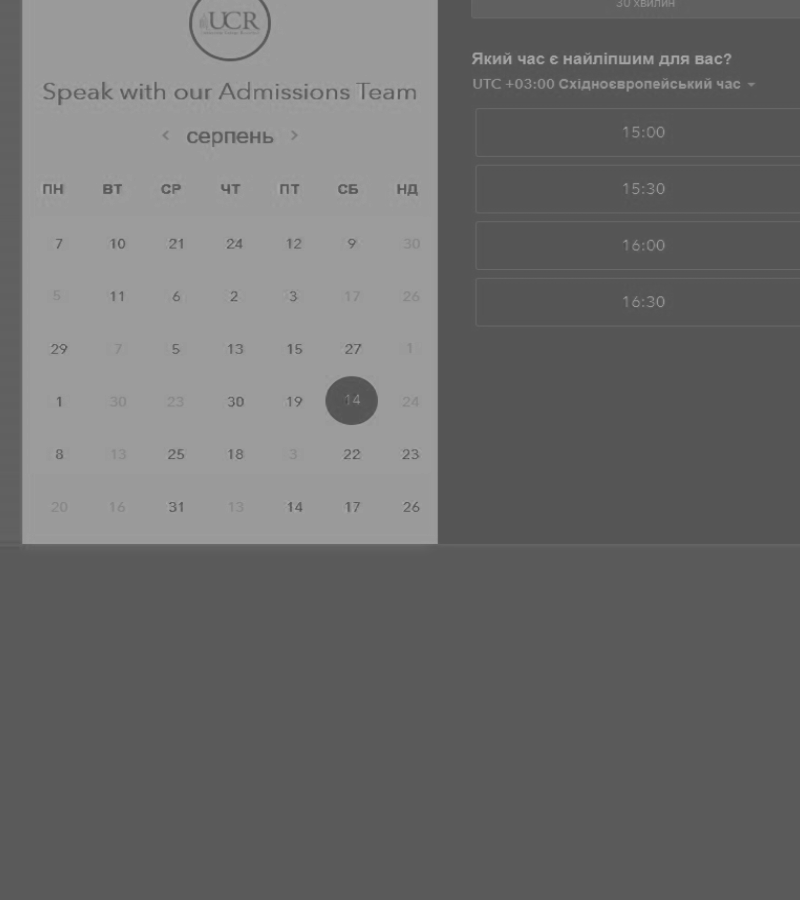 UCR
Speak with our Admissions Team
< серпень >
ПН ВТ СР ЧТ ПТ СБ НД
7 10 21 24 12 9 30
5 11 6 2 3 17 26
29 7 5 13 15 27 1
1 30 23 30 19 14 24
8 13 25 18 3 22 23
20 16 31 13 14 17 26
30 хвилин
Який час є найліпшим для вас?
UTC +03:00 Східноєвропейський час
15:00
15:30
16:00
16:30